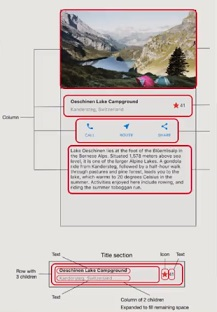 Oeschinen Lake Campground
Kandersteg, Switzerland
41
Column
CALL
ROUTE
SHARE
Lake Oeschinen lies at the foot of the Blüemlisalp in
the Bernese Alps. Situated 1,578 meters above sea
level, it is one of the larger Alpine Lakes. A gondola
ride from Kandersteg, followed by a half-hour walk
through pastures and pine forest, leads you to the
lake, which warms to 20 degrees Celsius in the
summer. Activities enjoyed here include rowing, and
riding the summer toboggan run.
Title section
Text
Icon
Text
Row with
3 children
Oeschinen Lake Campground
Kandersteg, Switzerland
41
Text
Column of 2 children
Expanded to fill remaining space